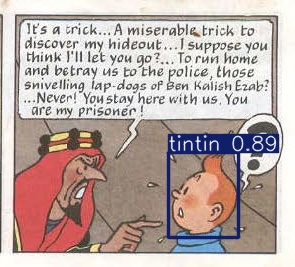 It's a trick... A miserable trick to
discover my hideout... I suppose you
think I'll let you go?... To run home
and betray us to the police, those
snivelling lap-dogs of Ben Kalish Ezab?
...Never! You stay here with us. You
are my prisoner!
tintin 0.89
!